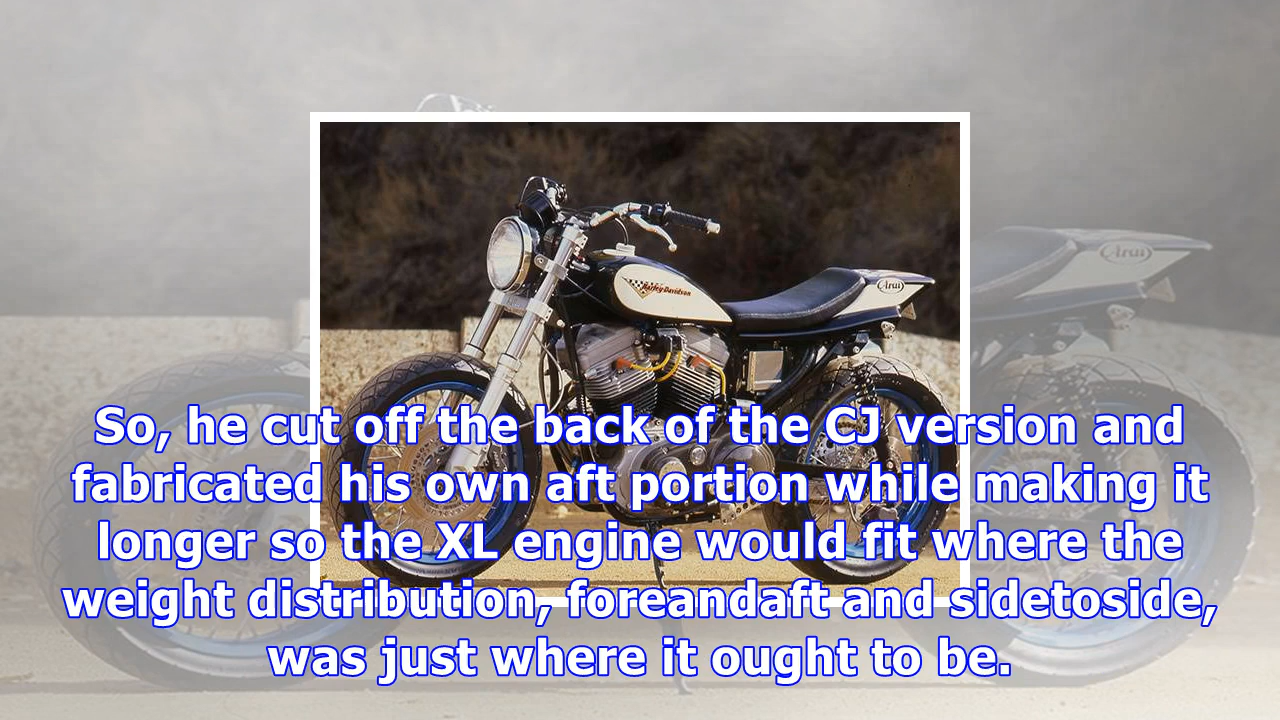 Harley-Davidson
Arai
Arai
So, he cut off the back of the CJ version and
fabricated his own aft portion while making it
longer so the XL engine would fit where the
weight distribution, foreandaft and sidetoside,
was just where it ought to be.